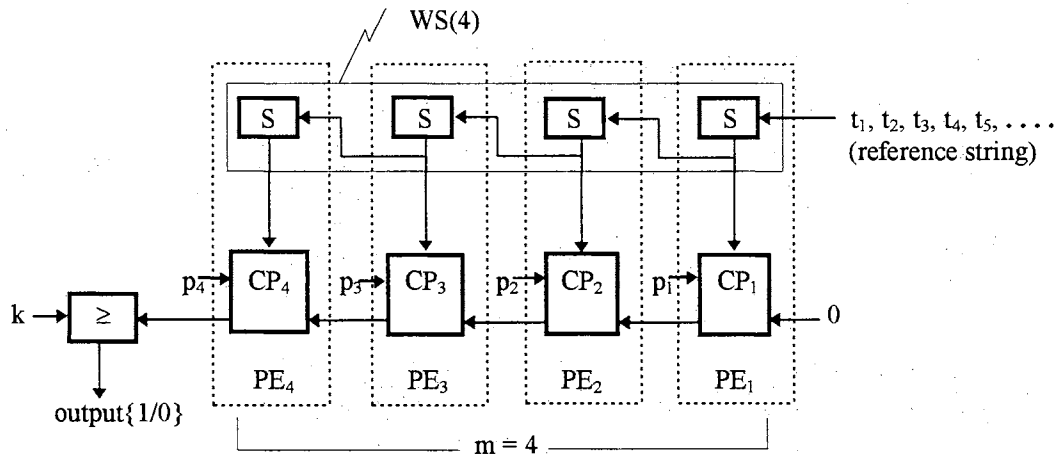 WS(4)
S S S S
t₁, t₂, t₃, t₄, t₅, . . . .
(reference string)
p₄ CP₄ p₃ CP₃ p₂ CP₂ p₁ CP₁
k ≥ 0
PE₄ PE₃ PE₂ PE₁
output{1/0}
m = 4